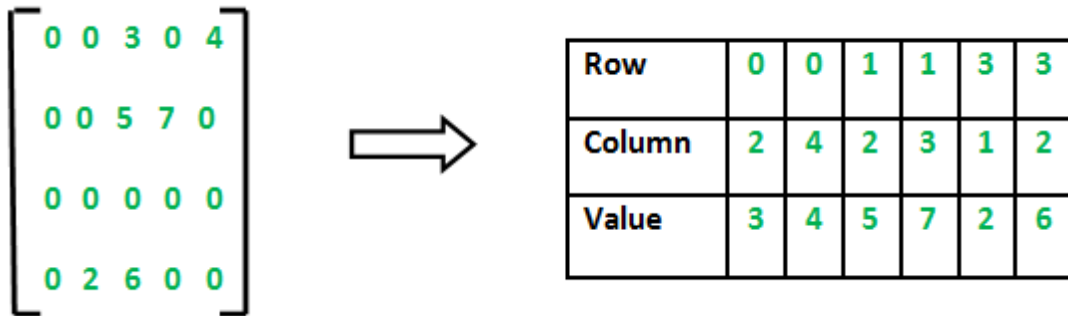 0 0 3 0 4
0 0 5 7 0
0 0 0 0 0
0 2 6 0 0
Row 0 0 1 1 3 3
Column 2 4 2 3 1 2
Value 3 4 5 7 2 6